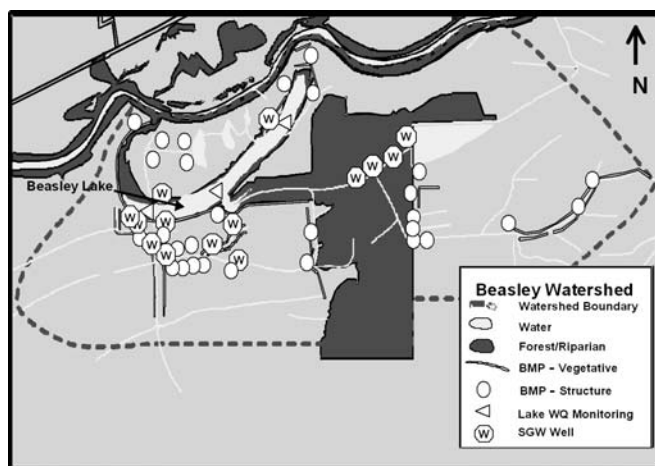 N
W
W
W
W
W
Beasley Lake
W
W
W
W
W
W
W
W
W
Beasley Watershed
Watershed Boundary
Water
Forest/Riparian
BMP - Vegetative
BMP - Structure
Lake WQ Monitoring
W SGW Well